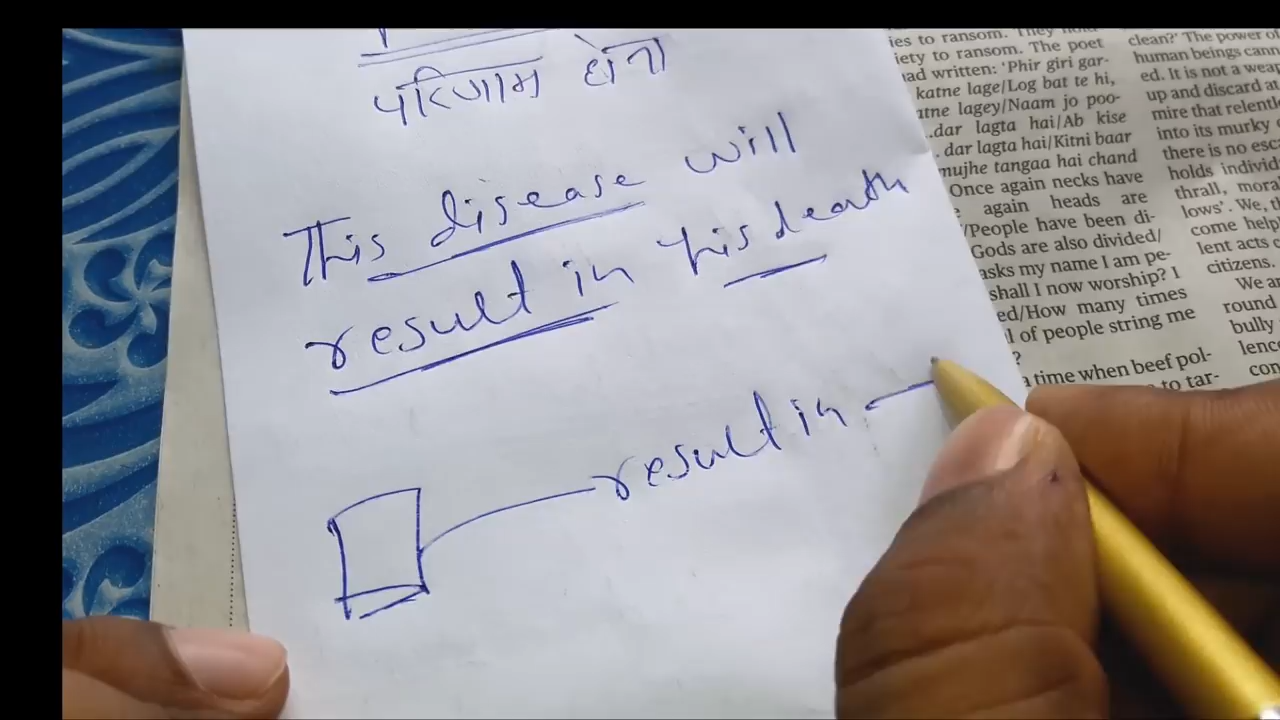 परिणाम होना
This disease will
result in his death
result in
ies to ransom. They hold
iety to ransom. The poet
had written: 'Phir giri gar-
katne lage/Log bat te hi,
atne lagey/Naam jo poo-
...dar lagta hai/Ab kise
. dar lagta hai/Kitni baar
mujhe tangaa hai chand
Once again necks have
again heads are
/People have been di-
Gods are also divided/
asks my name I am pe-
shall I now worship? I
ed/How many times
l of people string me
?
a time when beef pol-
to tar-
clean?' The power of
human beings cann
ed. It is not a weap
up and discard at
mire that relentl
into its murky
there is no esc
holds individ
thrall, mora
lows'. We, th
come help
lent acts o
citizens.
We ar
round
bully
lence
con